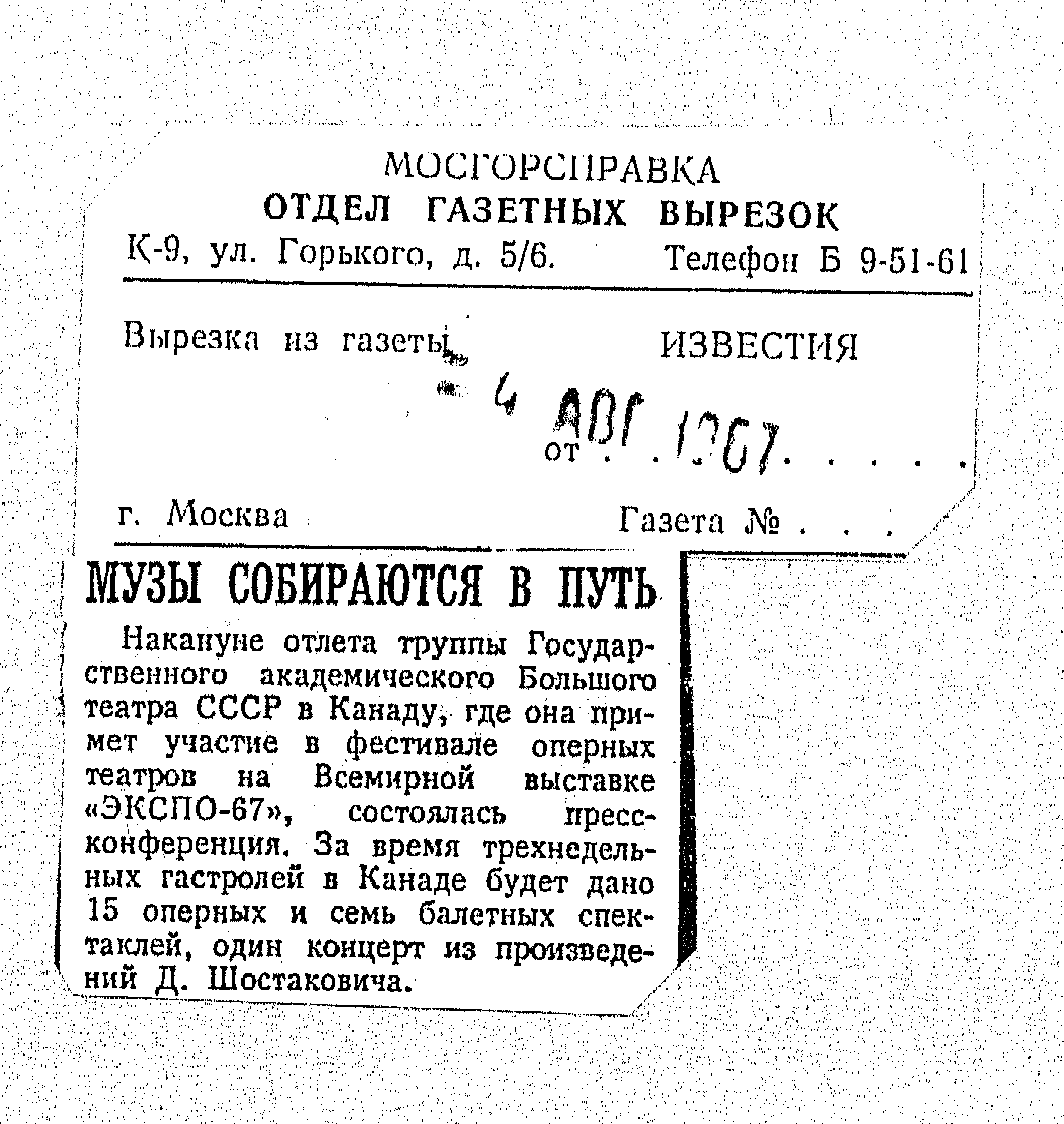 МОСГОРСПРАВКА
ОТДЕЛ ГАЗЕТНЫХ ВЫРЕЗОК
К-9, ул. Горького, д. 5/6. Телефон Б 9-51-61
Вырезка из газеты ИЗВЕСТИЯ
- 4 АВГ 1967
от . . . . . . . .
г. Москва Газета № . . .
МУЗЫ СОБИРАЮТСЯ В ПУТЬ
Накануне отлета труппы Государ-
ственного академического Большого
театра СССР в Канаду, где она при-
мет участие в фестивале оперных
театров на Всемирной выставке
«ЭКСПО-67», состоялась пресс-
конференция. За время трехнедель-
ных гастролей в Канаде будет дано
15 оперных и семь балетных спек-
таклей, один концерт из произведе-
ний Д. Шостаковича.